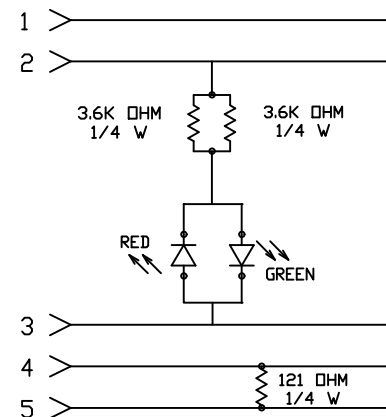 1
2
3.6K OHM
1/4 W
3.6K OHM
1/4 W
RED
GREEN
3
4
121 OHM
1/4 W
5